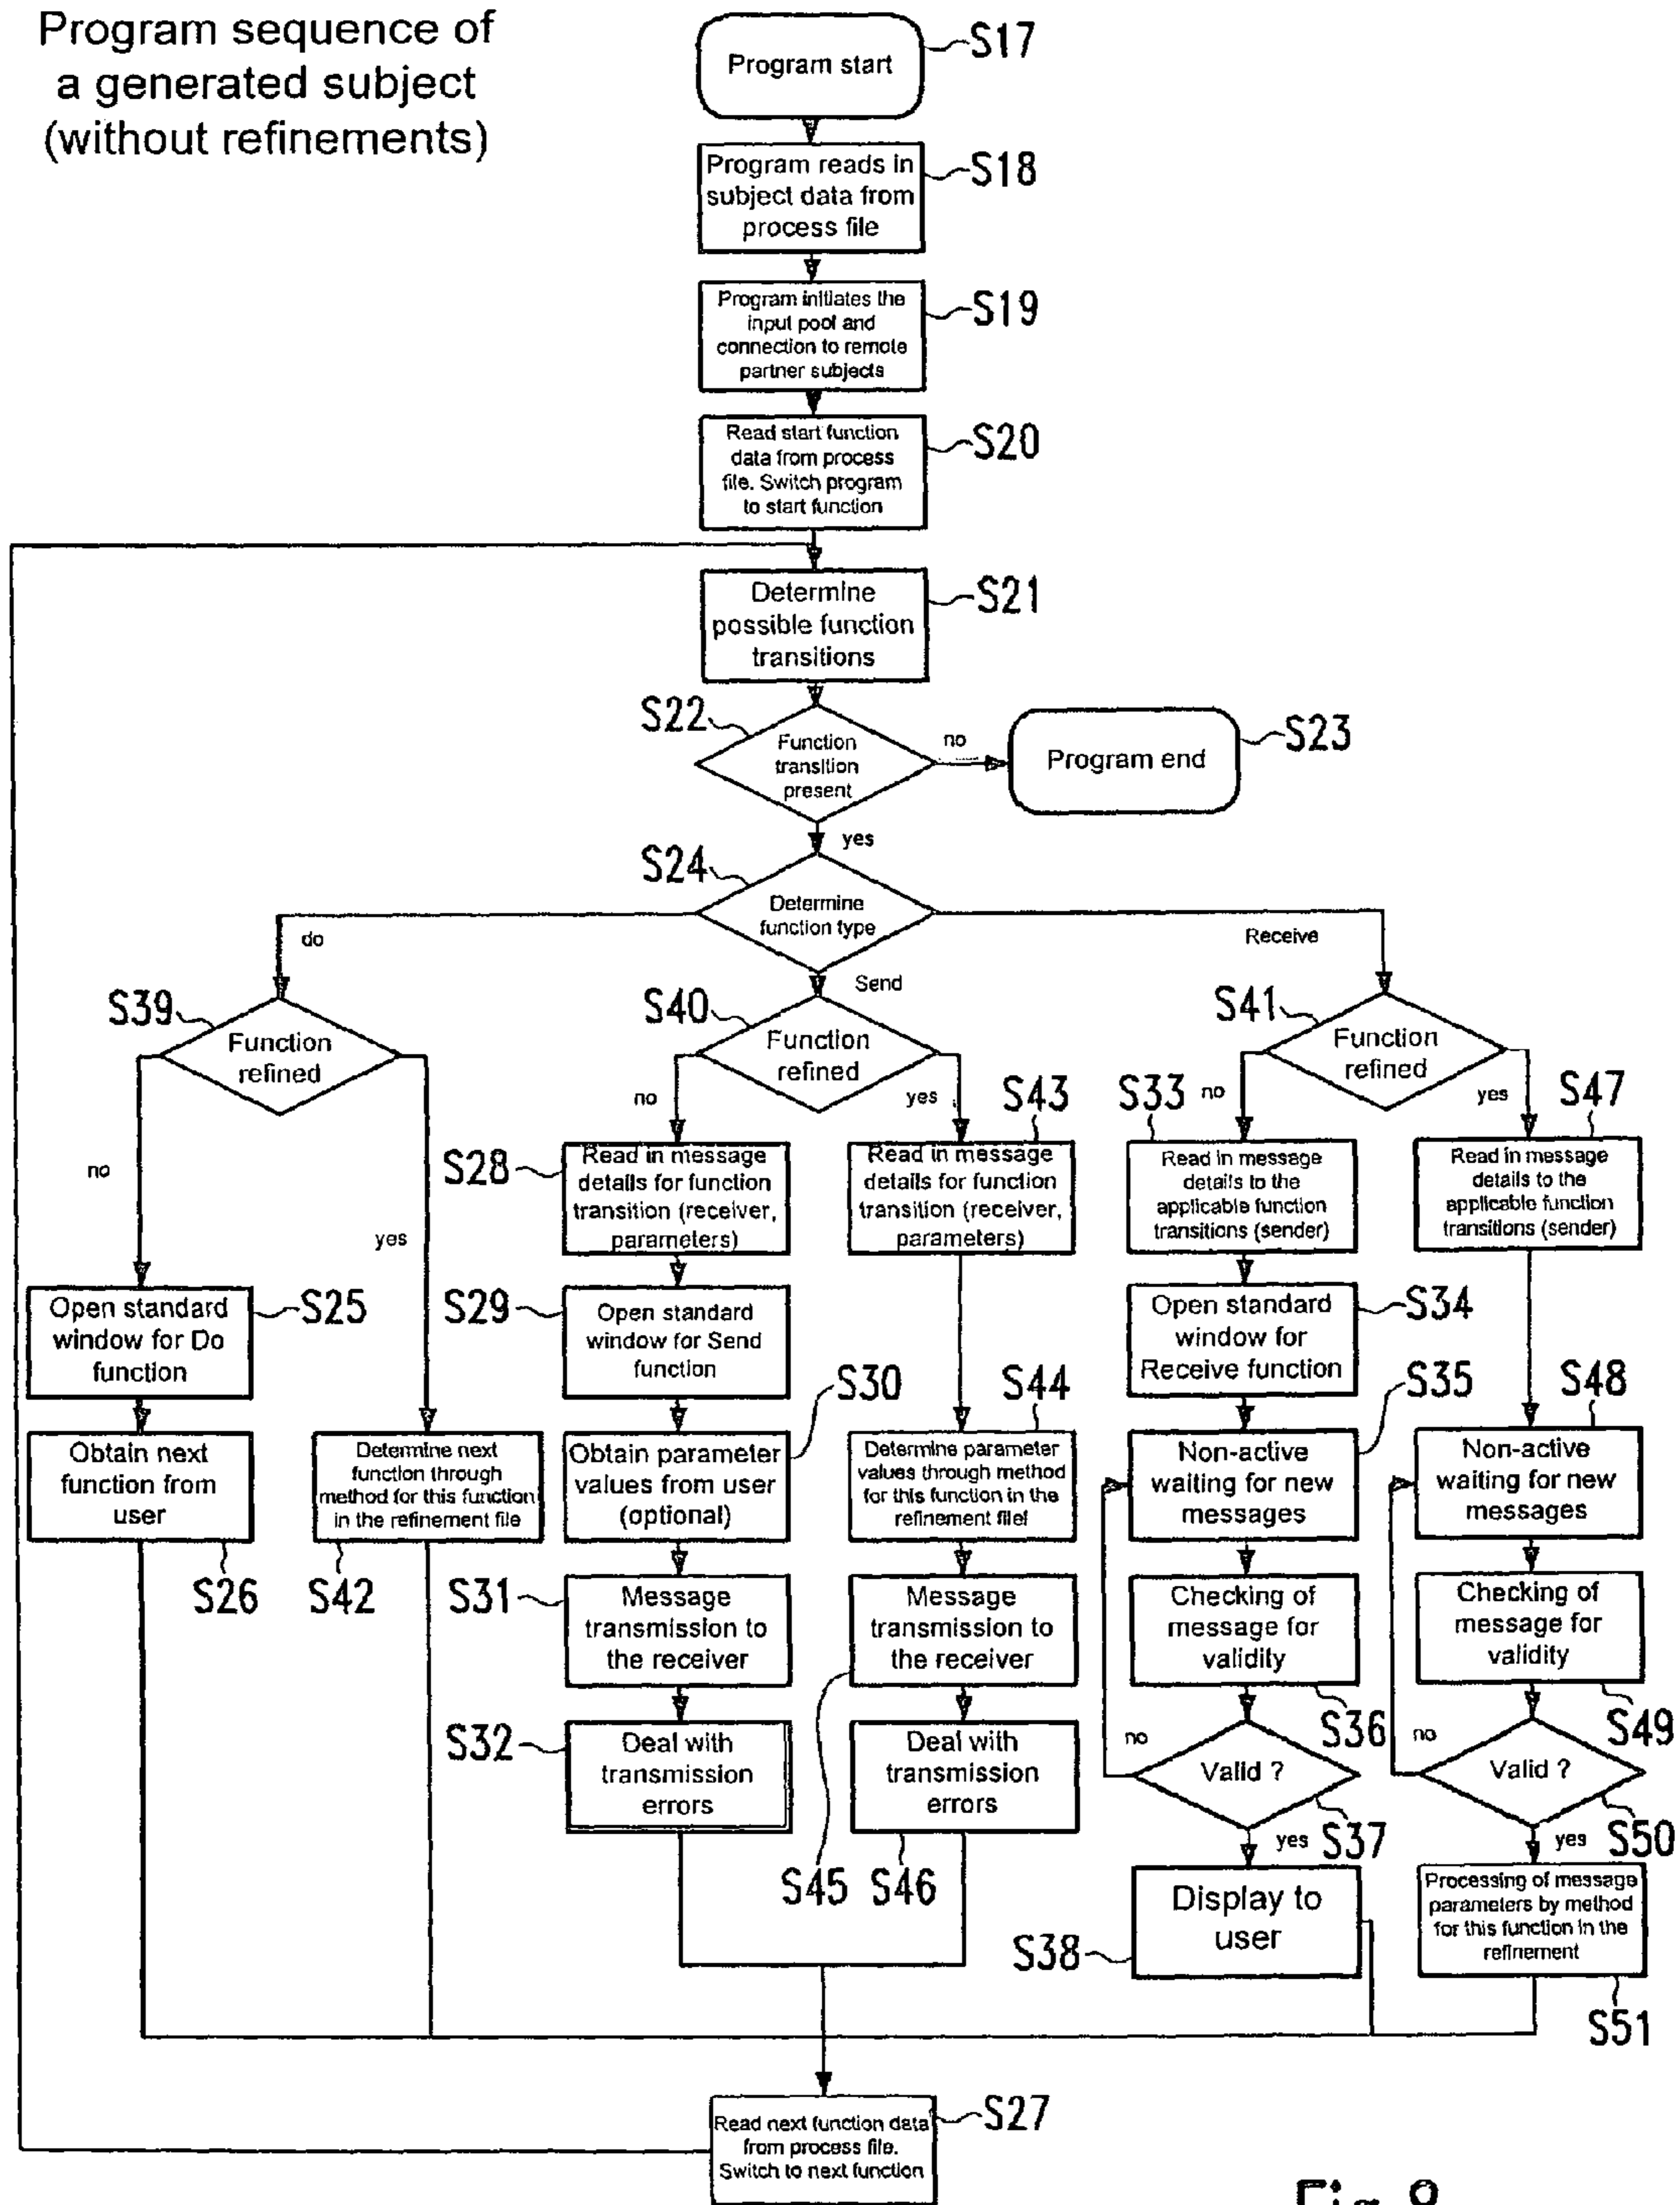 Program sequence of
a generated subject
(without refinements)
Program start
S17
Program reads in
subject data from
process file
S18
Program initiates the
input pool and
connection to remote
partner subjects
S19
Read start function
data from process
file. Switch program
to start function
S20
Determine
possible function
transitions
S21
S22
Function
transition
present
no
Program end
S23
yes
S24
Determine
function type
do
Send
Receive
S39
Function
refined
no
yes
S40
Function
refined
no
yes
S41
Function
refined
no
yes
S28
Read in message
details for function
transition (receiver,
parameters)
S43
Read in message
details for function
transition (receiver,
parameters)
S33
Read in message
details to the
applicable function
transitions (sender)
S47
Read in message
details to the
applicable function
transitions (sender)
Open standard
window for Do
function
S25
S29
Open standard
window for Send
function
Open standard
window for
Receive function
S34
Obtain next
function from
user
S26
Determine next
function through
method for this function
in the refinement file
S42
S30
Obtain parameter
values from user
(optional)
S44
Determine parameter
values through method
for this function in the
refinement file!
S35
Non-active
waiting for new
messages
S48
Non-active
waiting for new
messages
S31
Message
transmission to
the receiver
Message
transmission to
the receiver
S45
Checking of
message for
validity
S36
Checking of
message for
validity
S49
S32
Deal with
transmission
errors
Deal with
transmission
errors
S46
no
Valid ?
S37
yes
no
Valid ?
S50
yes
S38
Display to
user
Processing of message
parameters by method
for this function in the
refinement
S51
Read next function data
from process file.
Switch to next function
S27
Fig. 8